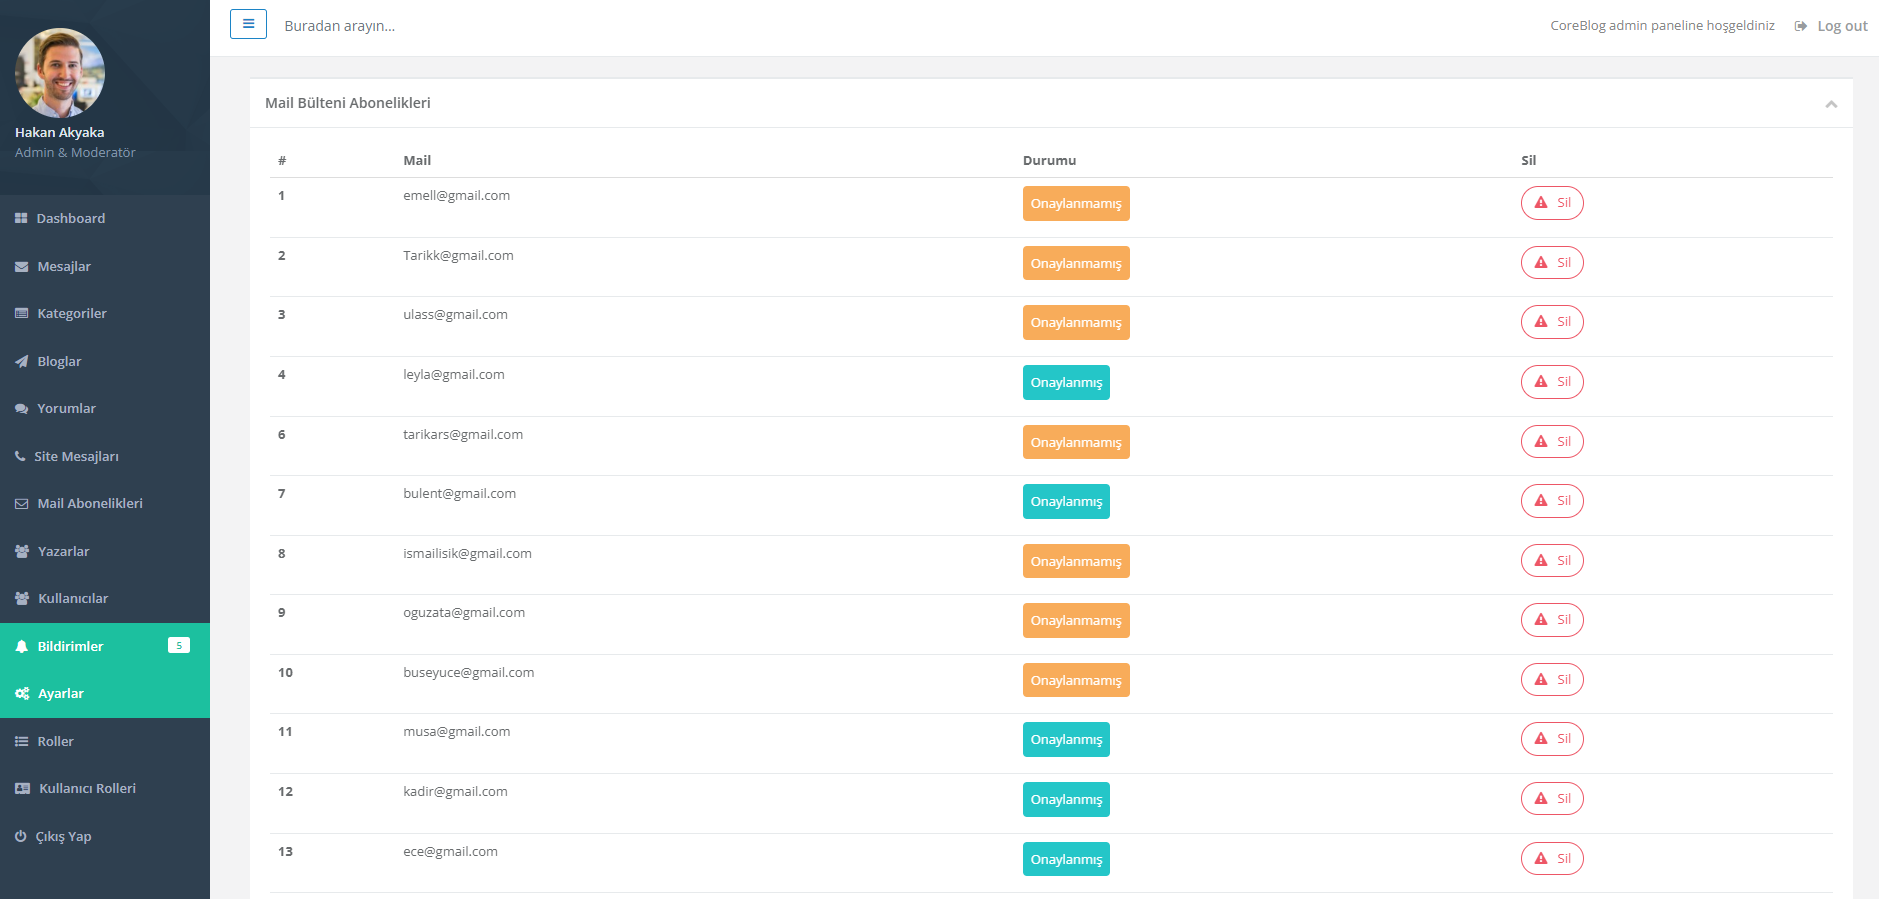 Hakan Akyaka
Admin & Moderatör
Dashboard
Mesajlar
Kategoriler
Bloglar
Yorumlar
Site Mesajları
Mail Abonelikleri
Yazarlar
Kullanıcılar
Bildirimler 5
Ayarlar
Roller
Kullanıcı Rolleri
Çıkış Yap
Buradan arayın... CoreBlog admin paneline hoşgeldiniz Log out
Mail Bülteni Abonelikleri
# Mail Durumu Sil
1 emell@gmail.com Onaylanmamış Sil
2 Tarikk@gmail.com Onaylanmamış Sil
3 ulass@gmail.com Onaylanmamış Sil
4 leyla@gmail.com Onaylanmış Sil
6 tarikars@gmail.com Onaylanmamış Sil
7 bulent@gmail.com Onaylanmış Sil
8 ismailisik@gmail.com Onaylanmamış Sil
9 oguzata@gmail.com Onaylanmamış Sil
10 buseyuce@gmail.com Onaylanmamış Sil
11 musa@gmail.com Onaylanmış Sil
12 kadir@gmail.com Onaylanmış Sil
13 ece@gmail.com Onaylanmış Sil